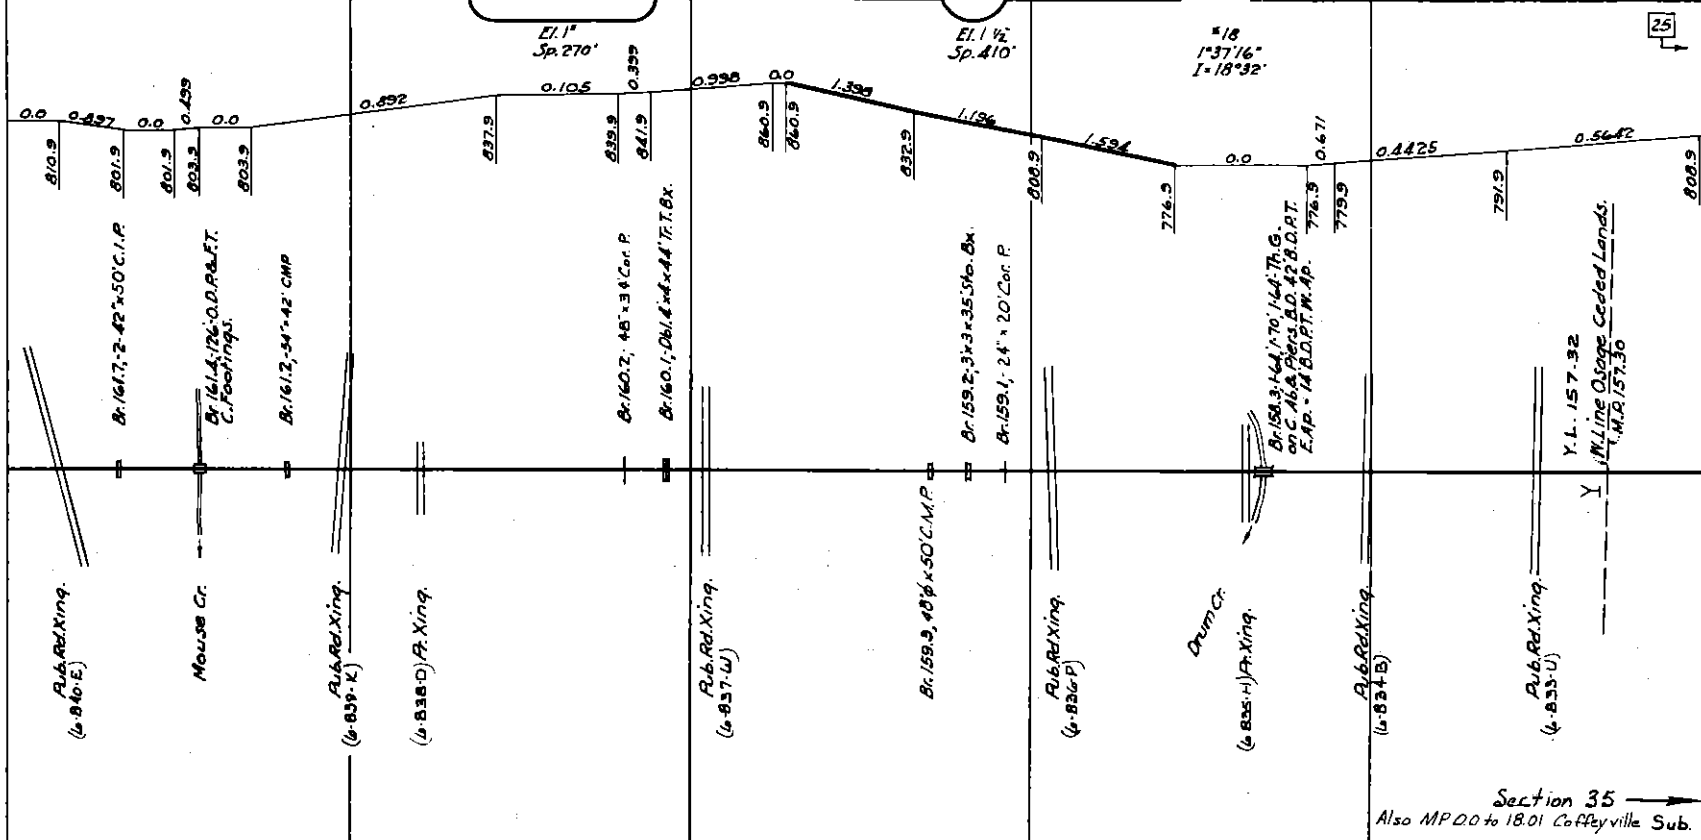 El. 1"
Sp. 270'
El. 1 ½"
Sp. 410'
#18
1°37'16"
I=18°32'
25
0.0
0.897
0.0
0.499
0.0
0.892
0.105
0.399
0.998
0.0
1.398
1.196
1.594
0.0
0.671
0.4425
0.5642
810.9
801.9
801.9
803.9
803.9
837.9
839.9
841.9
860.9
860.9
832.9
808.9
776.9
776.9
779.9
791.9
808.9
Br. 161.7,-2-42"x50' C.I.P.
Br. 161.4,-126'-O.D.P.&F.T.
C. Footings.
Br. 161.2,-54"-42' CMP
Br. 160.2,- 48"x34' Cor. P.
Br. 160.1,-Dbl. 4'x4'x44' Tr. T. Bx.
Br. 159.3, 48"ø x 50' C.M.P.
Br. 159.2,-3'x3'x35' Sto. Bx.
Br. 159.1,- 24" x 20' Cor. P.
Br. 158.3,-1-64', 1-70', 1-64'-Th.G.
on C. Ab.& Piers. B.D. 42' B.D.P.T.
E. Ap. - 14' B.D.P.T. W. Ap.
Y.L. 157-32
W. Line Osage Ceded Lands.
M.P. 157.30
Y
Pub. Rd. Xing.
(6-840-E)
Mouse Cr.
Pub. Rd. Xing.
(6-839-K)
(6-838-D) Pr. Xing.
Pub. Rd. Xing.
(6-837-W)
Pub. Rd. Xing.
(6-836-P)
Drum Cr.
(6-835-H) Pr. Xing.
Pub. Rd. Xing.
(6-834-B)
Pub. Rd. Xing.
(6-833-U)
Section 35
Also MP 0.0 to 18.01 Coffeyville Sub.